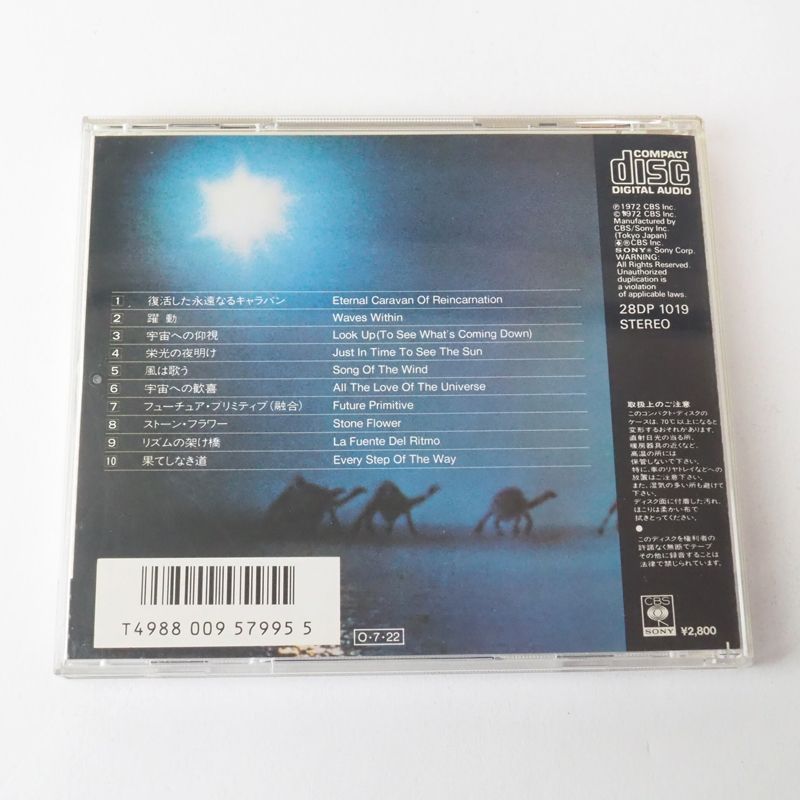 COMPACT
disc
DIGITAL AUDIO
℗1972 CBS Inc.
©1972 CBS Inc.
Manufactured by
CBS/Sony Inc.
(Tokyo Japan)
®CBS Inc.
SONY® Sony Corp.
WARNING:
All Rights Reserved.
Unauthorized
duplication is
a violation
of applicable laws.
28DP 1019
STEREO
1 復活した永遠なるキャラバン Eternal Caravan Of Reincarnation
2 躍動 Waves Within
3 宇宙への仰視 Look Up(To See What's Coming Down)
4 栄光の夜明け Just In Time To See The Sun
5 風は歌う Song Of The Wind
6 宇宙への歓喜 All The Love Of The Universe
7 フューチュア・プリミティブ(融合) Future Primitive
8 ストーン・フラワー Stone Flower
9 リズムの架け橋 La Fuente Del Ritmo
10 果てしなき道 Every Step Of The Way
取扱上のご注意
このコンパクト・ディスクの
ケースは、70℃以上になると
変形するおそれがあります。
直射日光の当る所、
暖房器具の近くなど、
高温の所には
保管しないで下さい。
特に、車のリヤトレイなどへの
放置はご注意下さい。
また、湿気の多い所も避けて
下さい。
ディスク面に付着した汚れ、
ほこりは柔かい布で
拭きとってください。
このディスクを権利者の
許諾なく無断でテープ
その他に録音することは
法律で禁じられています。
T4988 009 57995 5
O・7・22
CBS
SONY
¥2,800